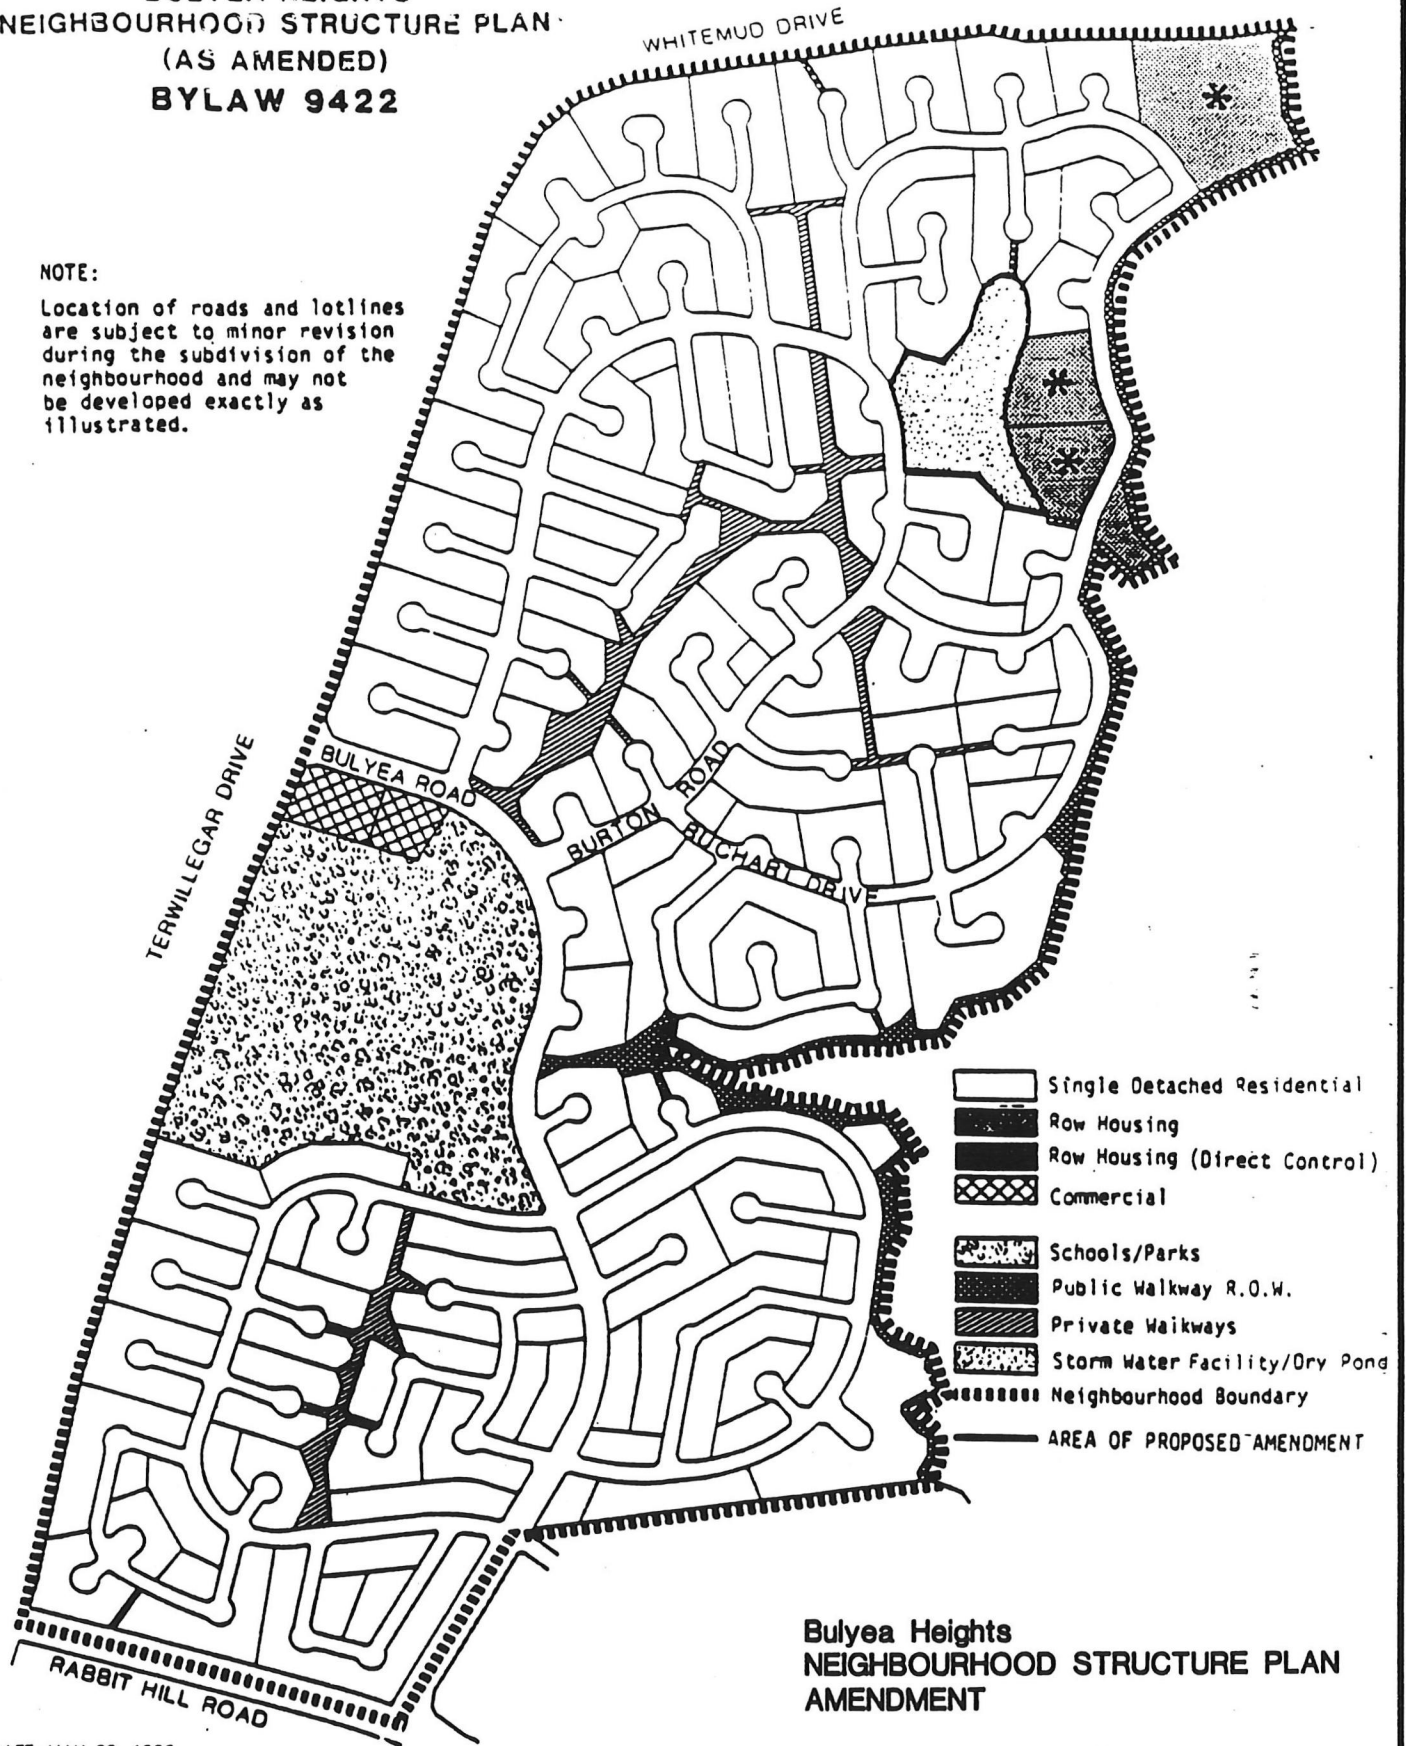 NEIGHBOURHOOD STRUCTURE PLAN
(AS AMENDED)
BYLAW 9422
WHITEMUD DRIVE
NOTE:
Location of roads and lotlines
are subject to minor revision
during the subdivision of the
neighbourhood and may not
be developed exactly as
illustrated.
TERWILLEGAR DRIVE
BULYEA ROAD
BURTON ROAD
BUCHART DRIVE
Single Detached Residential
Row Housing
Row Housing (Direct Control)
Commercial
Schools/Parks
Public Walkway R.O.W.
Private Walkways
Storm Water Facility/Dry Pond
Neighbourhood Boundary
AREA OF PROPOSED AMENDMENT
RABBIT HILL ROAD
Bulyea Heights
NEIGHBOURHOOD STRUCTURE PLAN
AMENDMENT